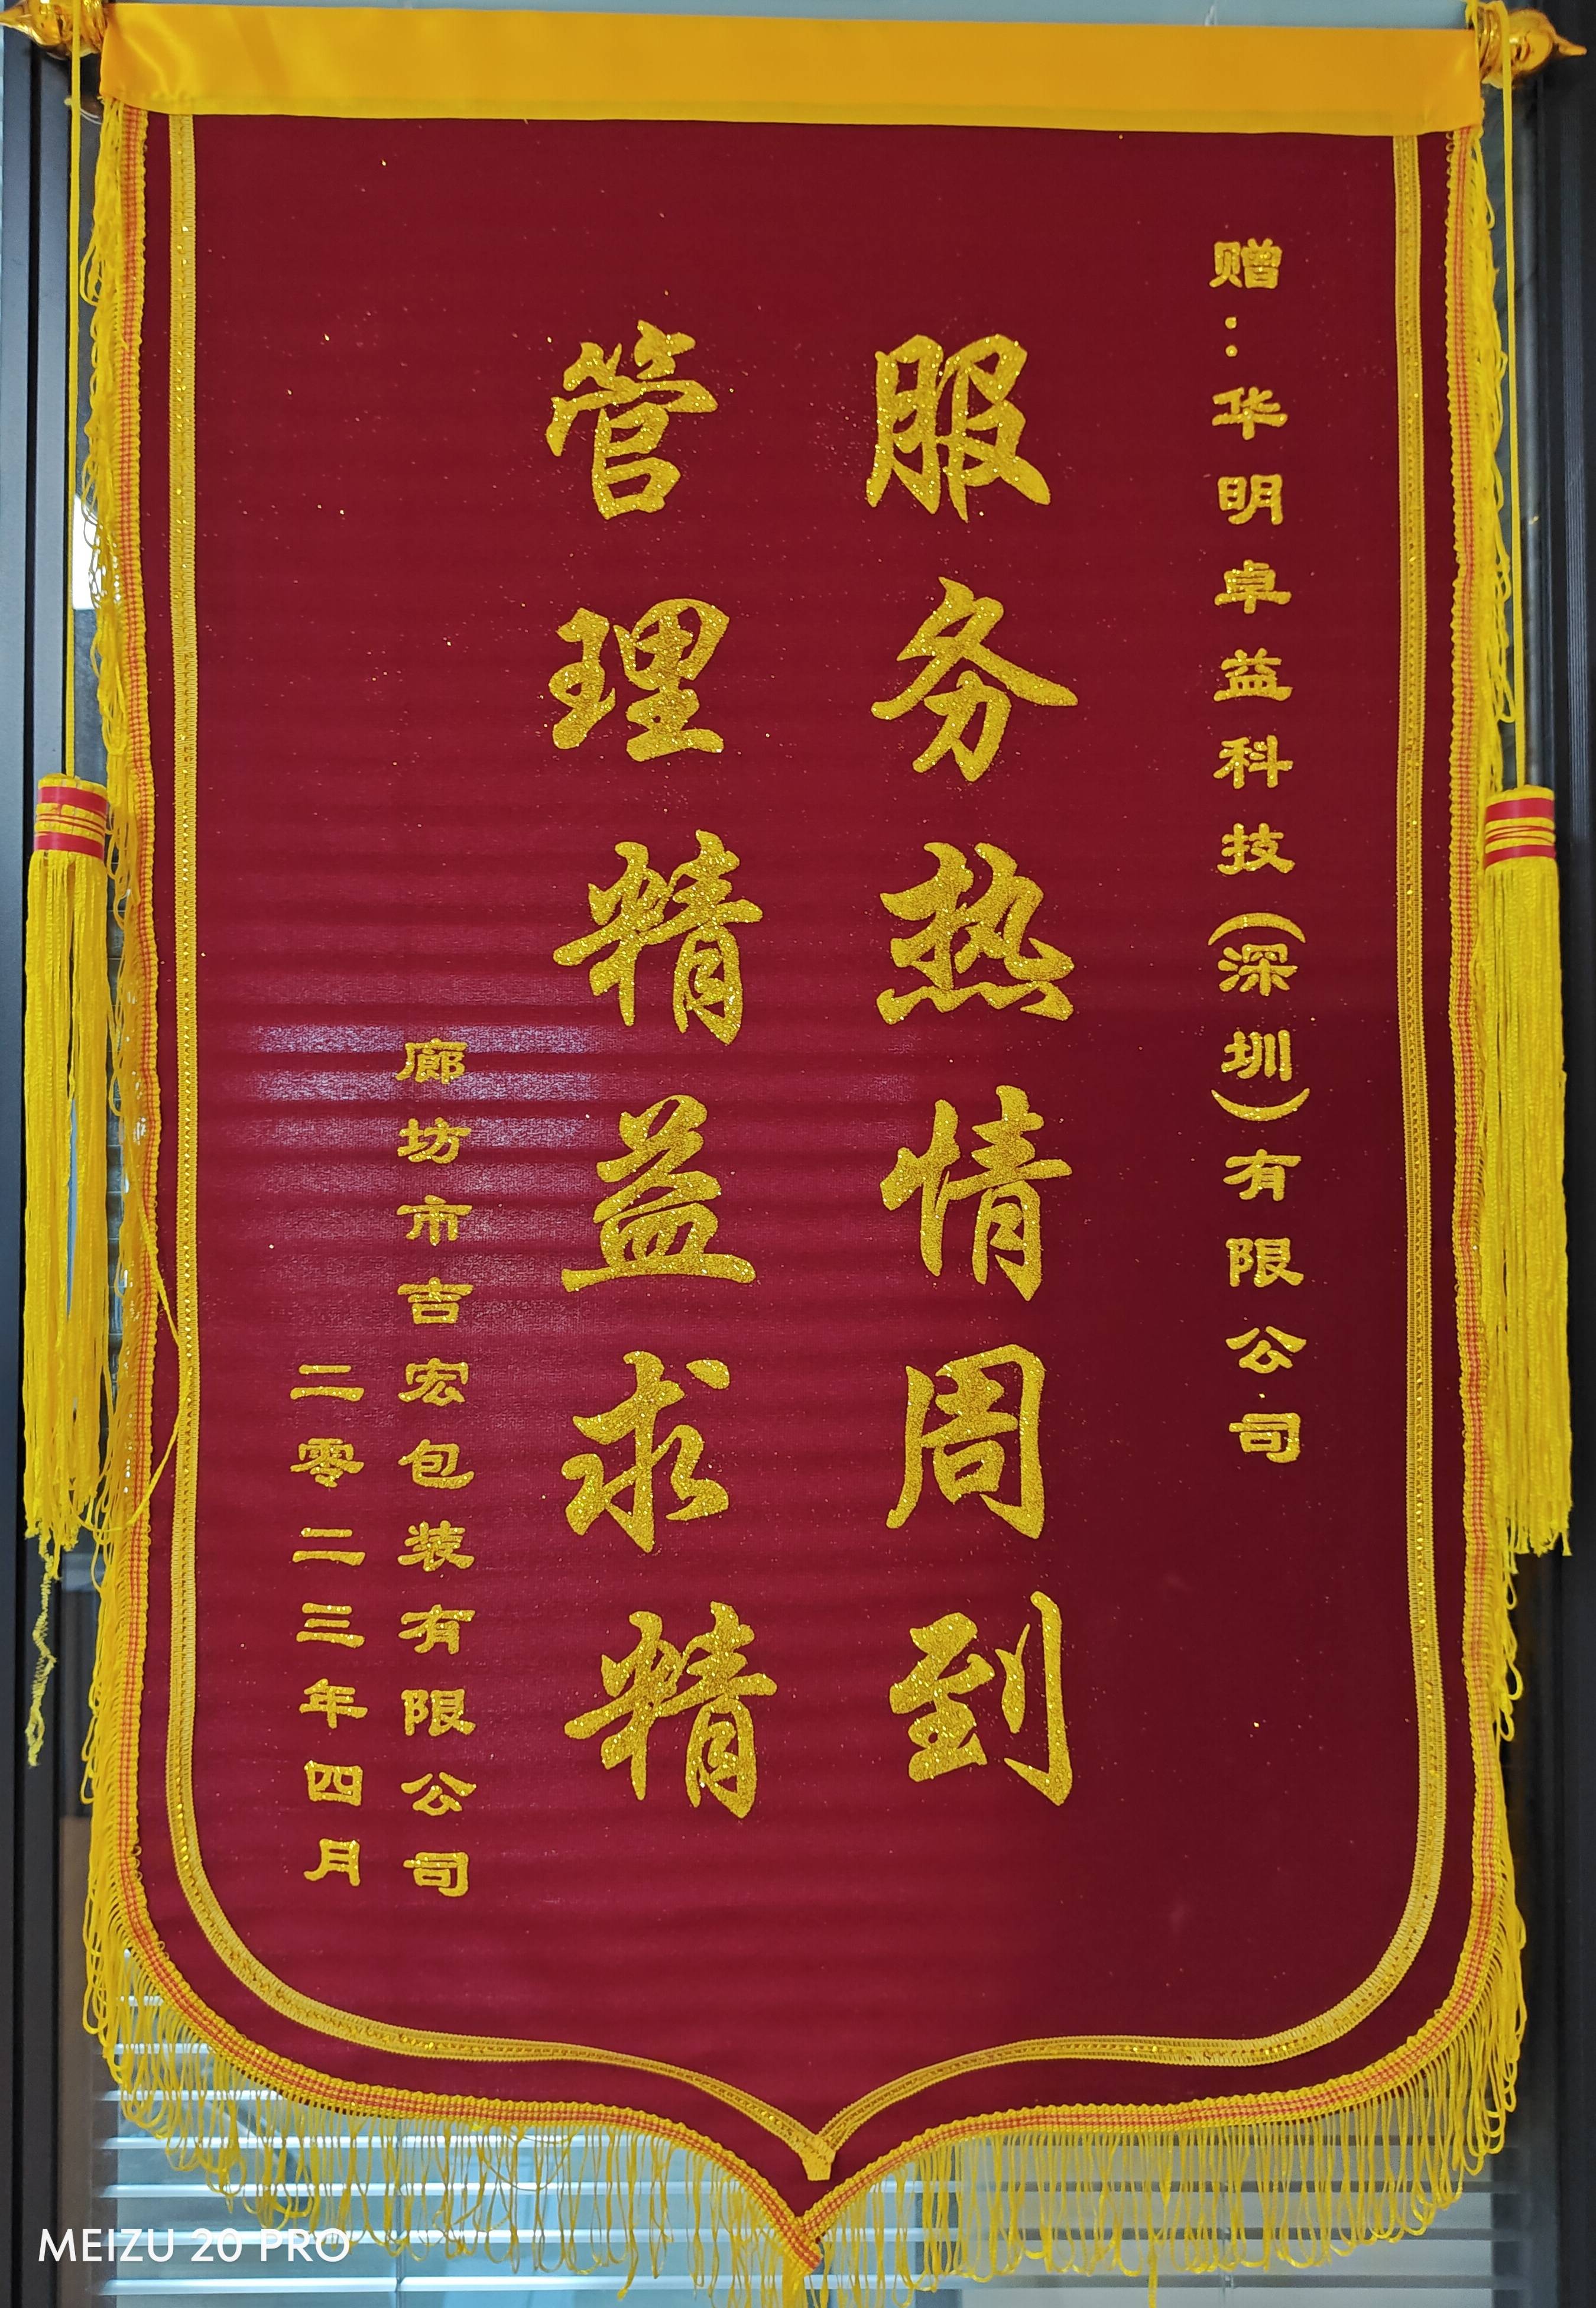 赠：华明卓益科技(深圳)有限公司
服务热情周到
管理精益求精
廊坊市吉宏包装有限公司
二零二三年四月
MEIZU 20 PRO